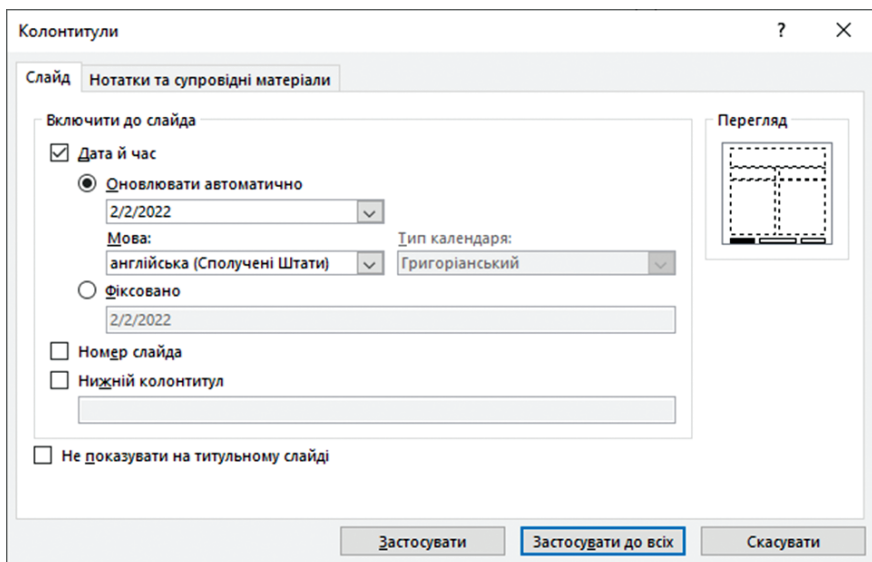 Колонтитули
Слайд
Нотатки та супровідні матеріали
Включити до слайда
Перегляд
Дата й час
Оновлювати автоматично
2/2/2022
Мова:
Тип календаря:
англійська (Сполучені Штати)
Григоріанський
Фіксовано
2/2/2022
Номер слайда
Нижній колонтитул
Не показувати на титульному слайді
Застосувати
Застосувати до всіх
Скасувати